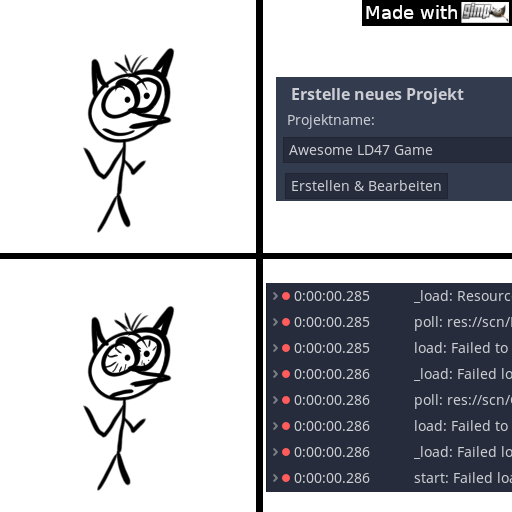 Made with gimp
Erstelle neues Projekt
Projektname:
Awesome LD47 Game
Erstellen & Bearbeiten
0:00:00.285 _load: Resourc
0:00:00.285 poll: res://scn/
0:00:00.285 load: Failed to
0:00:00.286 _load: Failed lo
0:00:00.286 poll: res://scn/
0:00:00.286 load: Failed to
0:00:00.286 _load: Failed lo
0:00:00.286 start: Failed loa